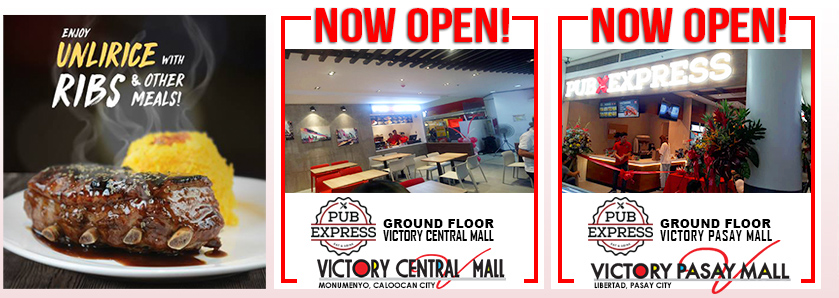 ENJOY
UNLIRICE WITH
RIBS & OTHER
MEALS!
NOW OPEN!
PUB
EXPRESS
GROUND FLOOR
VICTORY CENTRAL MALL
VICTORY CENTRAL MALL
MONUMENYO, CALOOCAN CITY
NOW OPEN!
PUB EXPRESS
PUB
EXPRESS
GROUND FLOOR
VICTORY PASAY MALL
VICTORY PASAY MALL
LIBERTAD, PASAY CITY